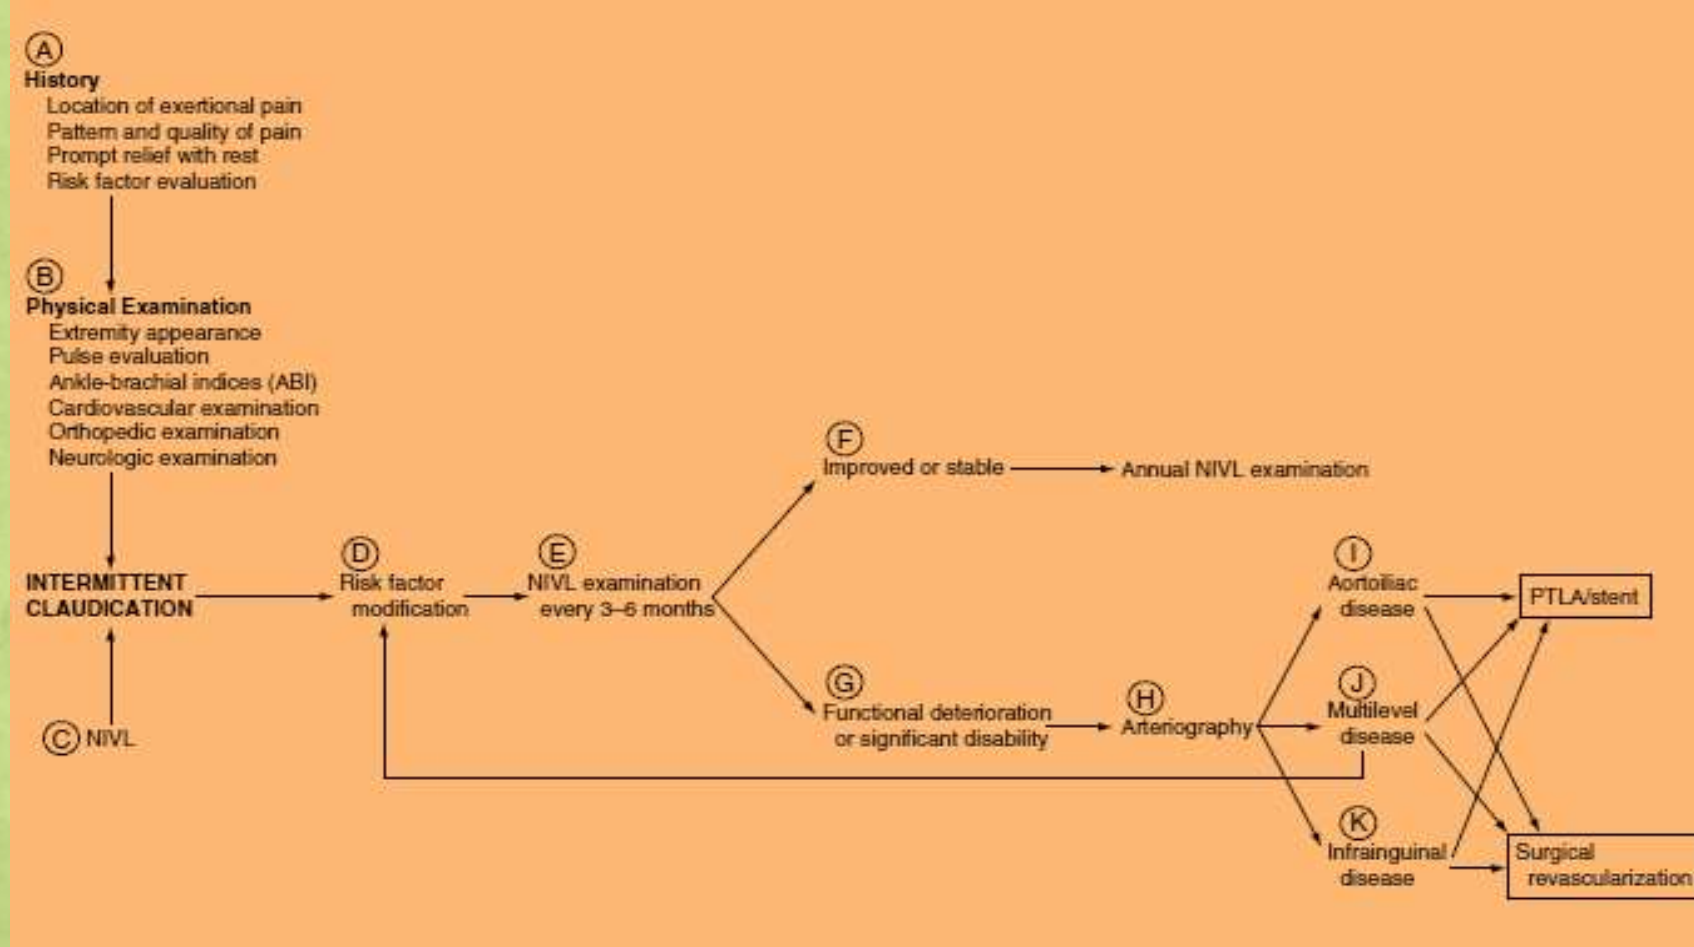 A
History
Location of exertional pain
Pattern and quality of pain
Prompt relief with rest
Risk factor evaluation
B
Physical Examination
Extremity appearance
Pulse evaluation
Ankle-brachial indices (ABI)
Cardiovascular examination
Orthopedic examination
Neurologic examination
INTERMITTENT
CLAUDICATION
C NIVL
D
Risk factor
modification
E
NIVL examination
every 3–6 months
F
Improved or stable
Annual NIVL examination
G
Functional deterioration
or significant disability
H
Arteriography
I
Aortoiliac
disease
J
Multilevel
disease
K
Infrainguinal
disease
PTLA/stent
Surgical
revascularization